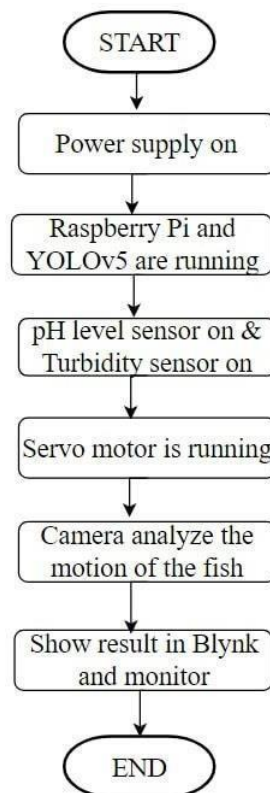 START
Power supply on
Raspberry Pi and
YOLOv5 are running
pH level sensor on &
Turbidity sensor on
Servo motor is running
Camera analyze the
motion of the fish
Show result in Blynk
and monitor
END